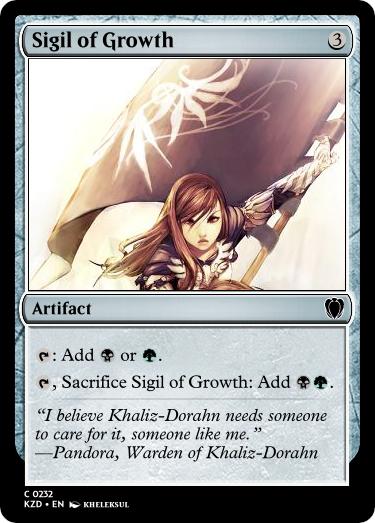 Sigil of Growth 3
Artifact
: Add or .
, Sacrifice Sigil of Growth: Add .
“I believe Khaliz-Dorahn needs someone
to care for it, someone like me.”
—Pandora, Warden of Khaliz-Dorahn
C 0232
KZD • EN KHELEKSUL